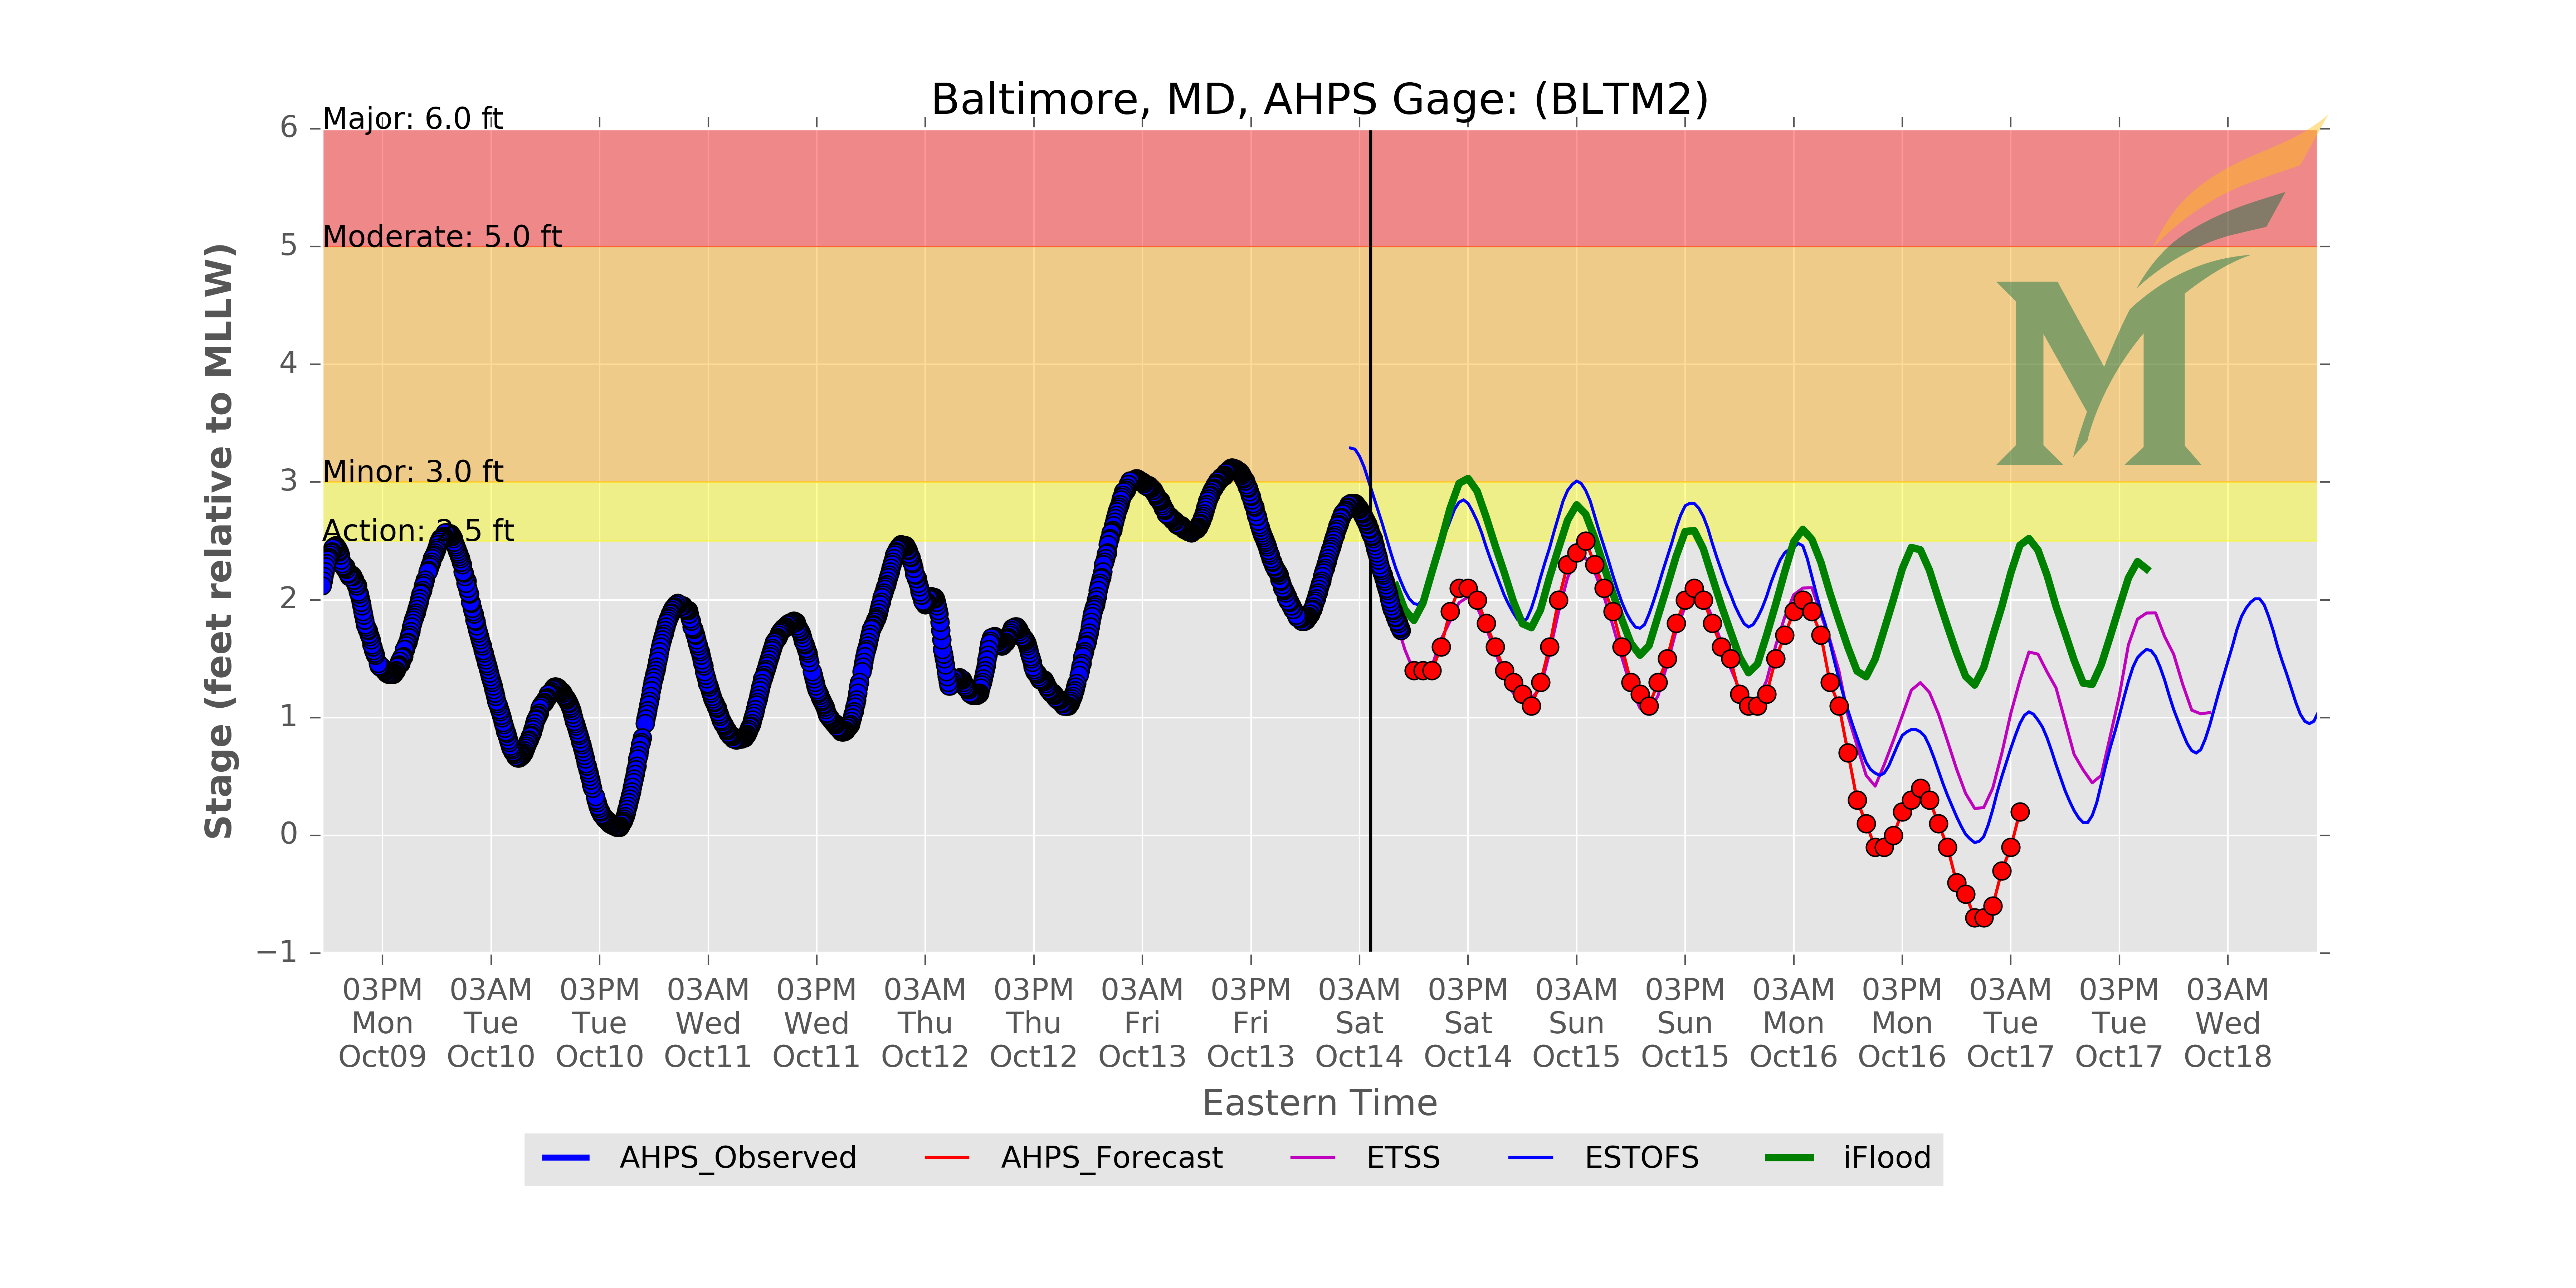 Baltimore, MD, AHPS Gage: (BLTM2)
Stage (feet relative to MLLW)
6
5
4
3
2
1
0
−1
Major: 6.0 ft
Moderate: 5.0 ft
Minor: 3.0 ft
Action: 2.5 ft
M
03PM 03AM 03PM 03AM 03PM 03AM 03PM 03AM 03PM 03AM 03PM 03AM 03PM 03AM 03PM 03AM 03PM 03AM
Mon Tue Tue Wed Wed Thu Thu Fri Fri Sat Sat Sun Sun Mon Mon Tue Tue Wed
Oct09 Oct10 Oct10 Oct11 Oct11 Oct12 Oct12 Oct13 Oct13 Oct14 Oct14 Oct15 Oct15 Oct16 Oct16 Oct17 Oct17 Oct18
Eastern Time
AHPS_Observed AHPS_Forecast ETSS ESTOFS iFlood